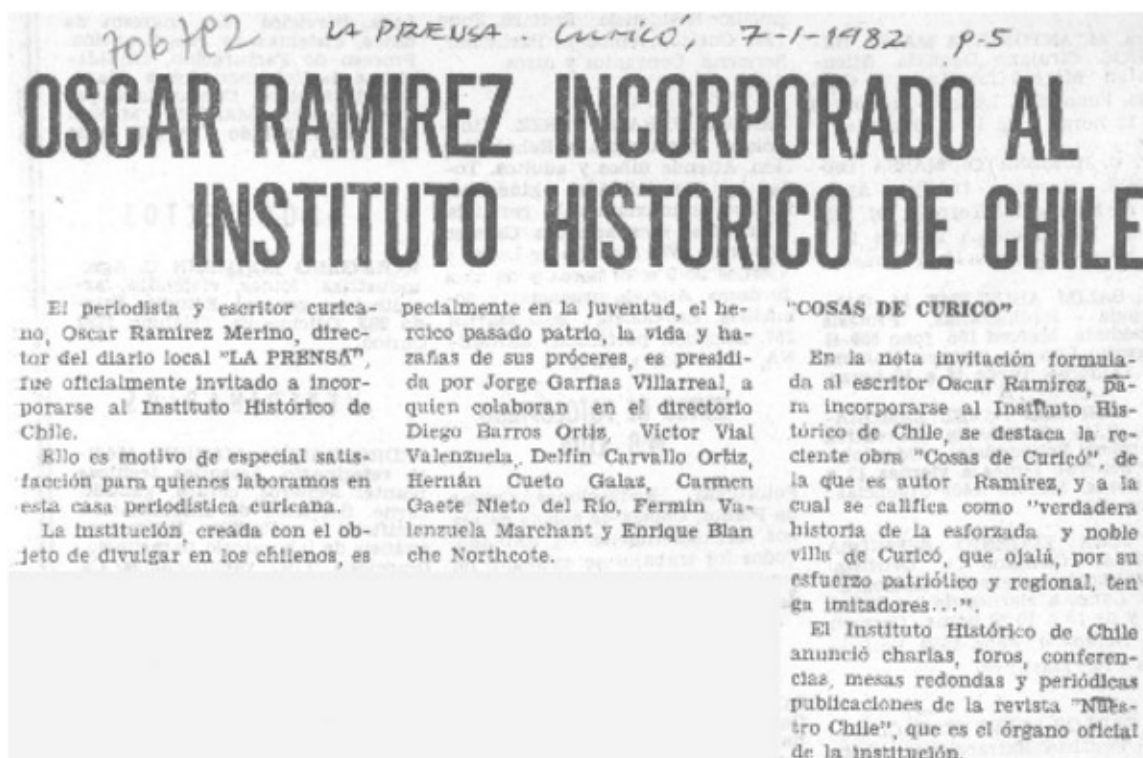 706782 LA PRENSA - CURICÓ, 7-1-1982 p.5
OSCAR RAMIREZ INCORPORADO AL
INSTITUTO HISTORICO DE CHILE
El periodista y escritor curica-
no, Oscar Ramírez Merino, direc-
tor del diario local "LA PRENSA",
fue oficialmente invitado a incor-
porarse al Instituto Histórico de
Chile.
Ello es motivo de especial satis-
facción para quienes laboramos en
esta casa periodística curicana.
La institución, creada con el ob-
jeto de divulgar en los chilenos, es
pecialmente en la juventud, el he-
roico pasado patrio, la vida y ha-
zañas de sus próceres, es presidi-
da por Jorge Garfias Villarreal, a
quien colaboran en el directorio
Diego Barros Ortiz, Victor Vial
Valenzuela, Delfín Carvallo Ortiz,
Hernán Cueto Galaz, Carmen
Gaete Nieto del Río, Fermin Va-
lenzuela Marchant y Enrique Blan
che Northcote.
"COSAS DE CURICO"
En la nota invitación formula-
da al escritor Oscar Ramírez, pa-
ra incorporarse al Instituto His-
tórico de Chile, se destaca la re-
ciente obra "Cosas de Curicó", de
la que es autor Ramírez, y a la
cual se califica como "verdadera
historia de la esforzada y noble
villa de Curicó, que ojalá, por su
esfuerzo patriótico y regional, ten
ga imitadores...".
El Instituto Histórico de Chile
anunció charlas, foros, conferen-
cias, mesas redondas y periódicas
publicaciones de la revista "Nues-
tro Chile", que es el órgano oficial
de la institución.